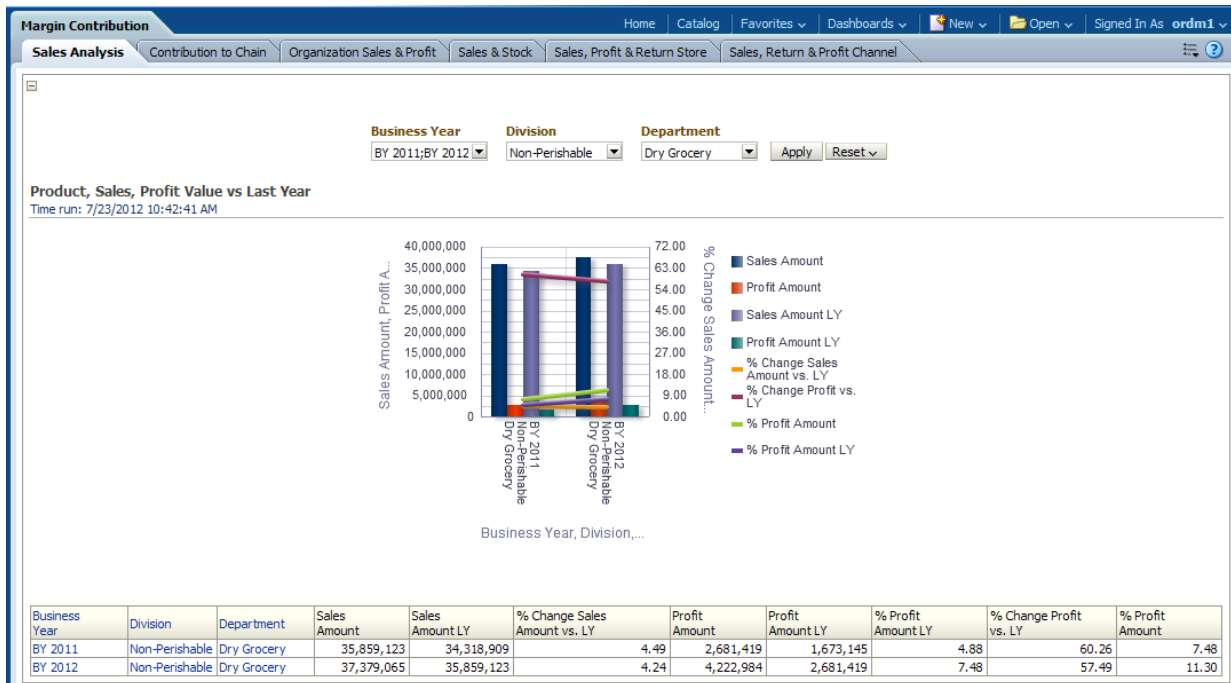 Margin Contribution
Home Catalog Favorites Dashboards New Open Signed In As ordm1
Sales Analysis Contribution to Chain Organization Sales & Profit Sales & Stock Sales, Profit & Return Store Sales, Return & Profit Channel
Business Year Division Department
BY 2011;BY 2012 Non-Perishable Dry Grocery Apply Reset
Product, Sales, Profit Value vs Last Year
Time run: 7/23/2012 10:42:41 AM
Sales Amount, Profit A...
40,000,000
35,000,000
30,000,000
25,000,000
20,000,000
15,000,000
10,000,000
5,000,000
0
72.00
63.00
54.00
45.00
36.00
27.00
18.00
9.00
0.00
% Change Sales Amount...
BY 2011
Non-Perishable
Dry Grocery
BY 2012
Non-Perishable
Dry Grocery
Business Year, Division,...
Sales Amount
Profit Amount
Sales Amount LY
Profit Amount LY
% Change Sales
Amount vs. LY
% Change Profit vs.
LY
% Profit Amount
% Profit Amount LY
Business Year Division Department Sales Amount Sales Amount LY % Change Sales Amount vs. LY Profit Amount Profit Amount LY % Profit Amount LY % Change Profit vs. LY % Profit Amount
BY 2011 Non-Perishable Dry Grocery 35,859,123 34,318,909 4.49 2,681,419 1,673,145 4.88 60.26 7.48
BY 2012 Non-Perishable Dry Grocery 37,379,065 35,859,123 4.24 4,222,984 2,681,419 7.48 57.49 11.30